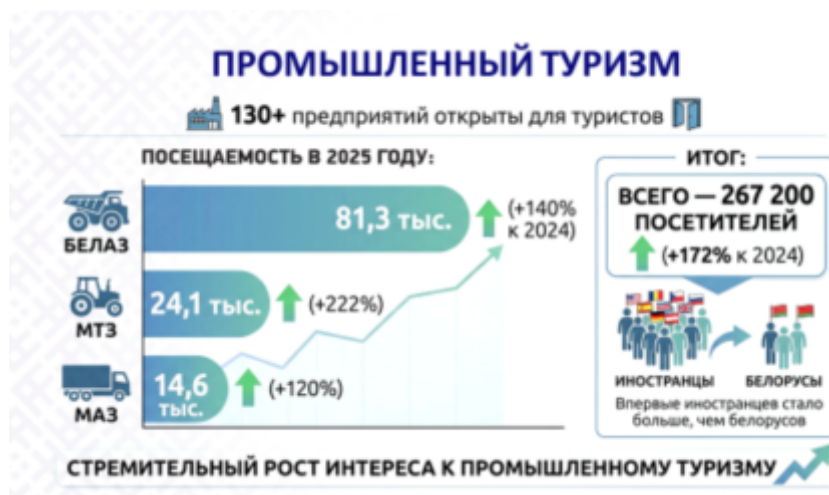 ПРОМЫШЛЕННЫЙ ТУРИЗМ
130+ предприятий открыты для туристов
ПОСЕЩАЕМОСТЬ В 2025 ГОДУ:
БЕЛАЗ
81,3 тыс.
(+140%
к 2024)
МТЗ
24,1 тыс.
(+222%)
МАЗ
14,6
тыс.
(+120%)
ИТОГ:
ВСЕГО — 267 200
ПОСЕТИТЕЛЕЙ
(+172% к 2024)
ИНОСТРАНЦЫ
БЕЛОРУСЫ
Впервые иностранцев стало
больше, чем белорусов
СТРЕМИТЕЛЬНЫЙ РОСТ ИНТЕРЕСА К ПРОМЫШЛЕННОМУ ТУРИЗМУ